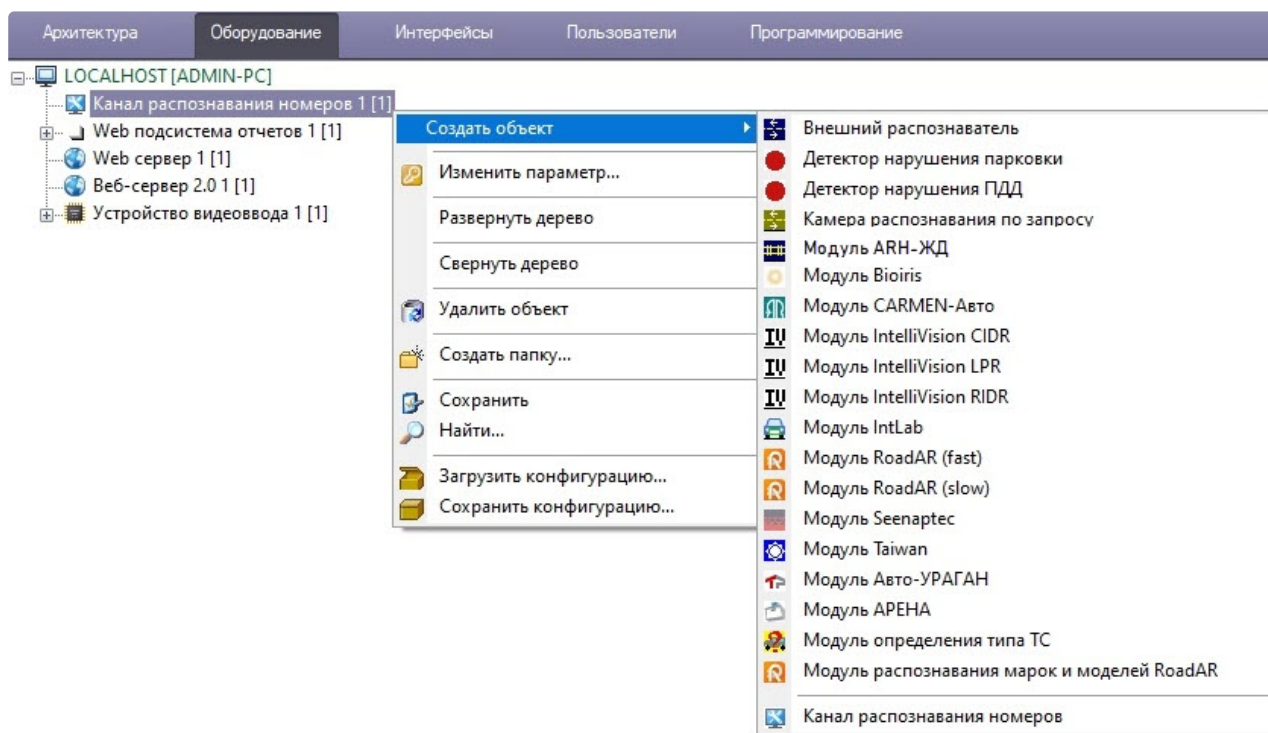 Архитектура Оборудование Интерфейсы Пользователи Программирование
LOCALHOST [ADMIN-PC]
Канал распознавания номеров 1 [1]
Web подсистема отчетов 1 [1]
Web сервер 1 [1]
Веб-сервер 2.0 1 [1]
Устройство видеоввода 1 [1]
Создать объект
Изменить параметр...
Развернуть дерево
Свернуть дерево
Удалить объект
Создать папку...
Сохранить
Найти...
Загрузить конфигурацию...
Сохранить конфигурацию...
Внешний распознаватель
Детектор нарушения парковки
Детектор нарушения ПДД
Камера распознавания по запросу
Модуль ARH-ЖД
Модуль Bioiris
Модуль CARMEN-Авто
Модуль IntelliVision CIDR
Модуль IntelliVision LPR
Модуль IntelliVision RIDR
Модуль IntLab
Модуль RoadAR (fast)
Модуль RoadAR (slow)
Модуль Seenaptec
Модуль Taiwan
Модуль Авто-УРАГАН
Модуль АРЕНА
Модуль определения типа ТС
Модуль распознавания марок и моделей RoadAR
Канал распознавания номеров